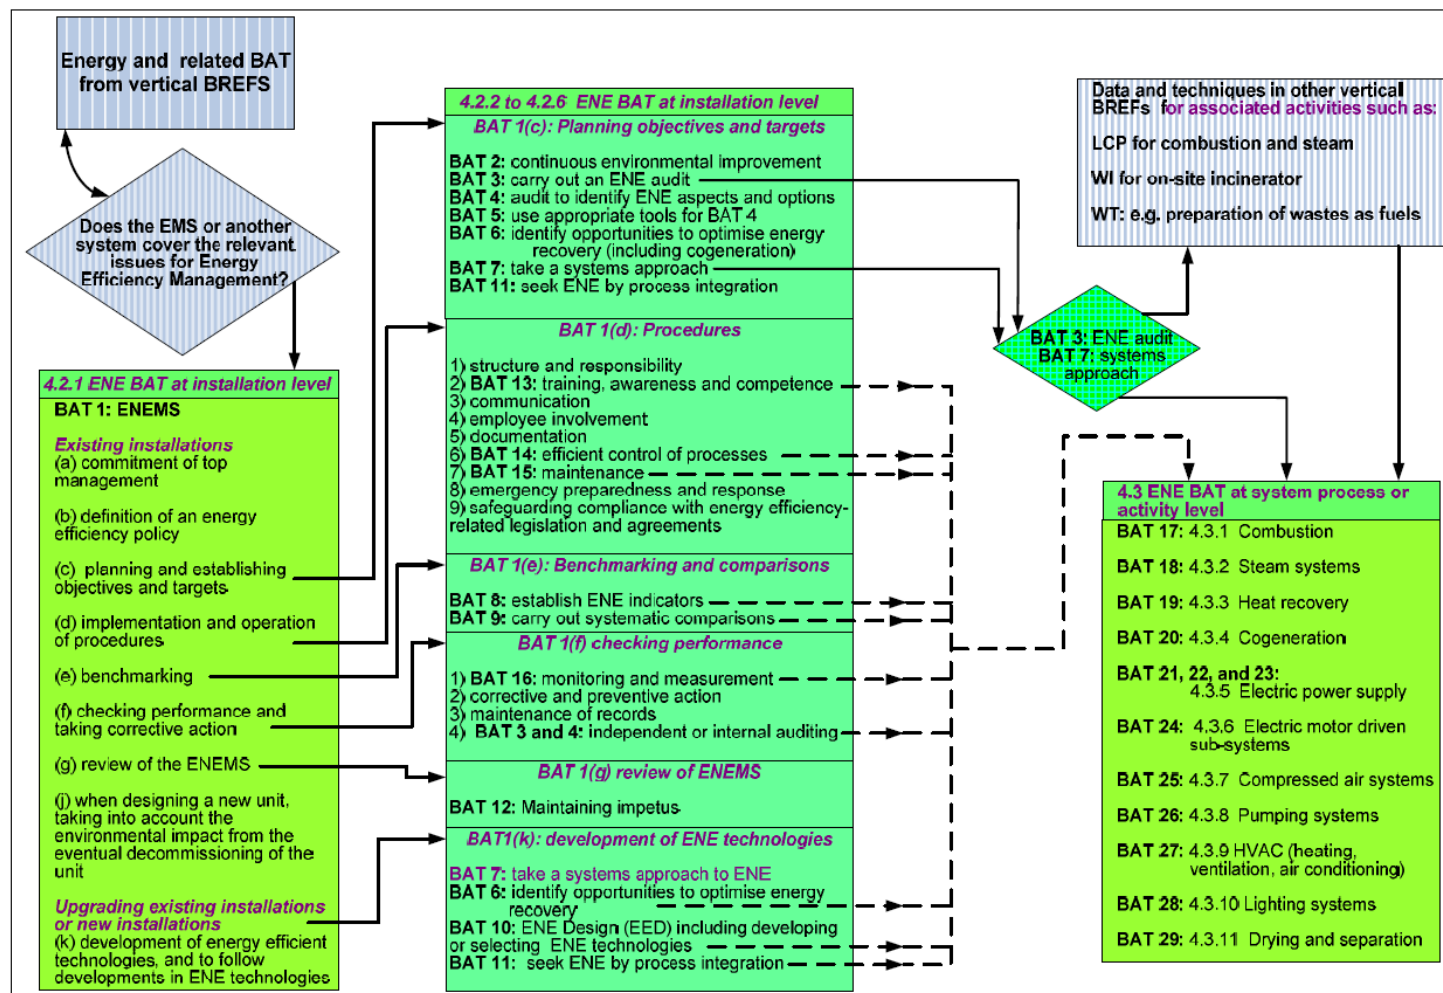 Energy and related BAT
from vertical BREFS
Does the EMS or another
system cover the relevant
issues for Energy
Efficiency Management?
4.2.1 ENE BAT at installation level
BAT 1: ENEMS
Existing installations
(a) commitment of top
management
(b) definition of an energy
efficiency policy
(c) planning and establishing
objectives and targets
(d) implementation and operation
of procedures
(e) benchmarking
(f) checking performance and
taking corrective action
(g) review of the ENEMS
(j) when designing a new unit,
taking into account the
environmental impact from the
eventual decommissioning of the
unit
Upgrading existing installations
or new installations
(k) development of energy efficient
technologies, and to follow
developments in ENE technologies
4.2.2 to 4.2.6 ENE BAT at installation level
BAT 1(c): Planning objectives and targets
BAT 2: continuous environmental improvement
BAT 3: carry out an ENE audit
BAT 4: audit to identify ENE aspects and options
BAT 5: use appropriate tools for BAT 4
BAT 6: identify opportunities to optimise energy
recovery (including cogeneration)
BAT 7: take a systems approach
BAT 11: seek ENE by process integration
BAT 1(d): Procedures
1) structure and responsibility
2) BAT 13: training, awareness and competence
3) communication
4) employee involvement
5) documentation
6) BAT 14: efficient control of processes
7) BAT 15: maintenance
8) emergency preparedness and response
9) safeguarding compliance with energy efficiency-
related legislation and agreements
BAT 1(e): Benchmarking and comparisons
BAT 8: establish ENE indicators
BAT 9: carry out systematic comparisons
BAT 1(f) checking performance
1) BAT 16: monitoring and measurement
2) corrective and preventive action
3) maintenance of records
4) BAT 3 and 4: independent or internal auditing
BAT 1(g) review of ENEMS
BAT 12: Maintaining impetus
BAT1(k): development of ENE technologies
BAT 7: take a systems approach to ENE
BAT 6: identify opportunities to optimise energy
recovery
BAT 10: ENE Design (EED) including developing
or selecting ENE technologies
BAT 11: seek ENE by process integration
Data and techniques in other vertical
BREFs for associated activities such as:
LCP for combustion and steam
WI for on-site incinerator
WT: e.g. preparation of wastes as fuels
BAT 3: ENE audit
BAT 7: systems
approach
4.3 ENE BAT at system process or
activity level
BAT 17: 4.3.1 Combustion
BAT 18: 4.3.2 Steam systems
BAT 19: 4.3.3 Heat recovery
BAT 20: 4.3.4 Cogeneration
BAT 21, 22, and 23:
4.3.5 Electric power supply
BAT 24: 4.3.6 Electric motor driven
sub-systems
BAT 25: 4.3.7 Compressed air systems
BAT 26: 4.3.8 Pumping systems
BAT 27: 4.3.9 HVAC (heating,
ventilation, air conditioning)
BAT 28: 4.3.10 Lighting systems
BAT 29: 4.3.11 Drying and separation